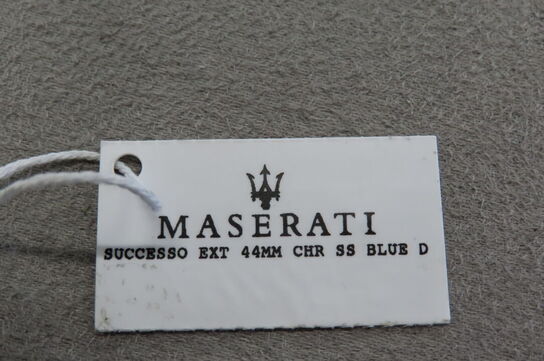 MASERATI
SUCCESSO EXT 44MM CHR SS BLUE D